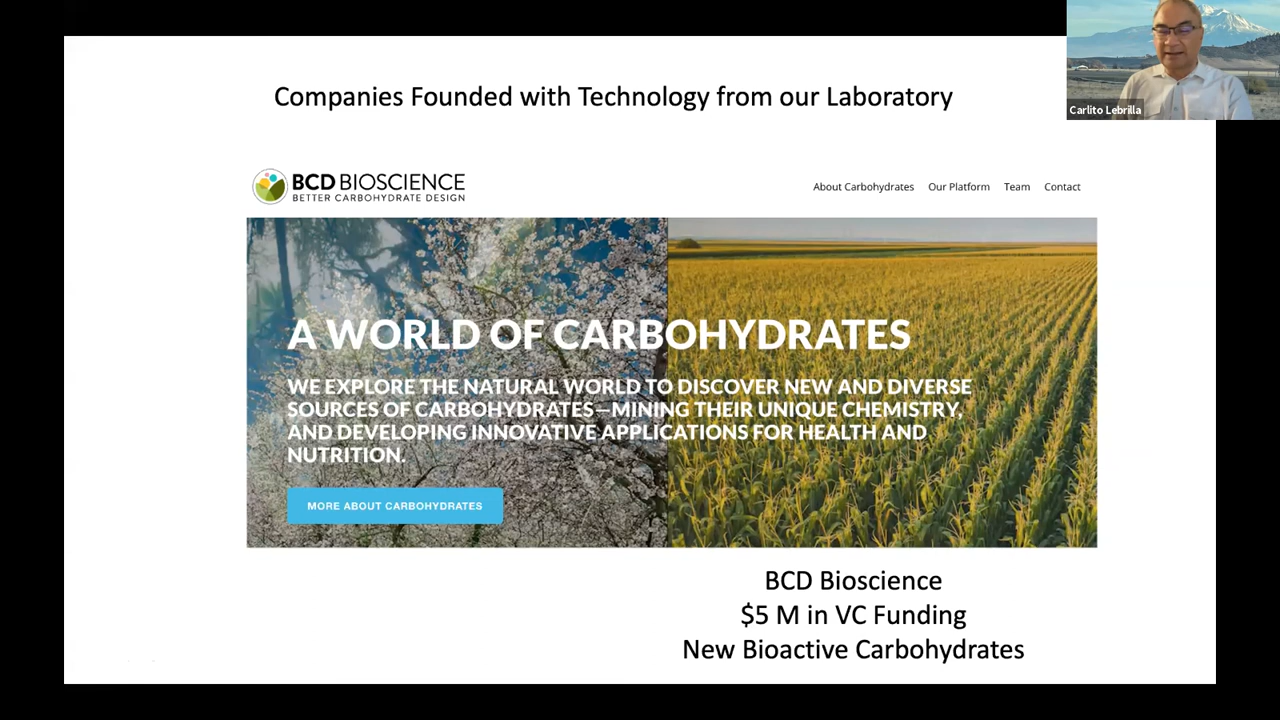 Companies Founded with Technology from our Laboratory
Carlito Lebrilla
BCD BIOSCIENCE
BETTER CARBOHYDRATE DESIGN
About Carbohydrates Our Platform Team Contact
A WORLD OF CARBOHYDRATES
WE EXPLORE THE NATURAL WORLD TO DISCOVER NEW AND DIVERSE
SOURCES OF CARBOHYDRATES—MINING THEIR UNIQUE CHEMISTRY,
AND DEVELOPING INNOVATIVE APPLICATIONS FOR HEALTH AND
NUTRITION.
MORE ABOUT CARBOHYDRATES
BCD Bioscience
$5 M in VC Funding
New Bioactive Carbohydrates